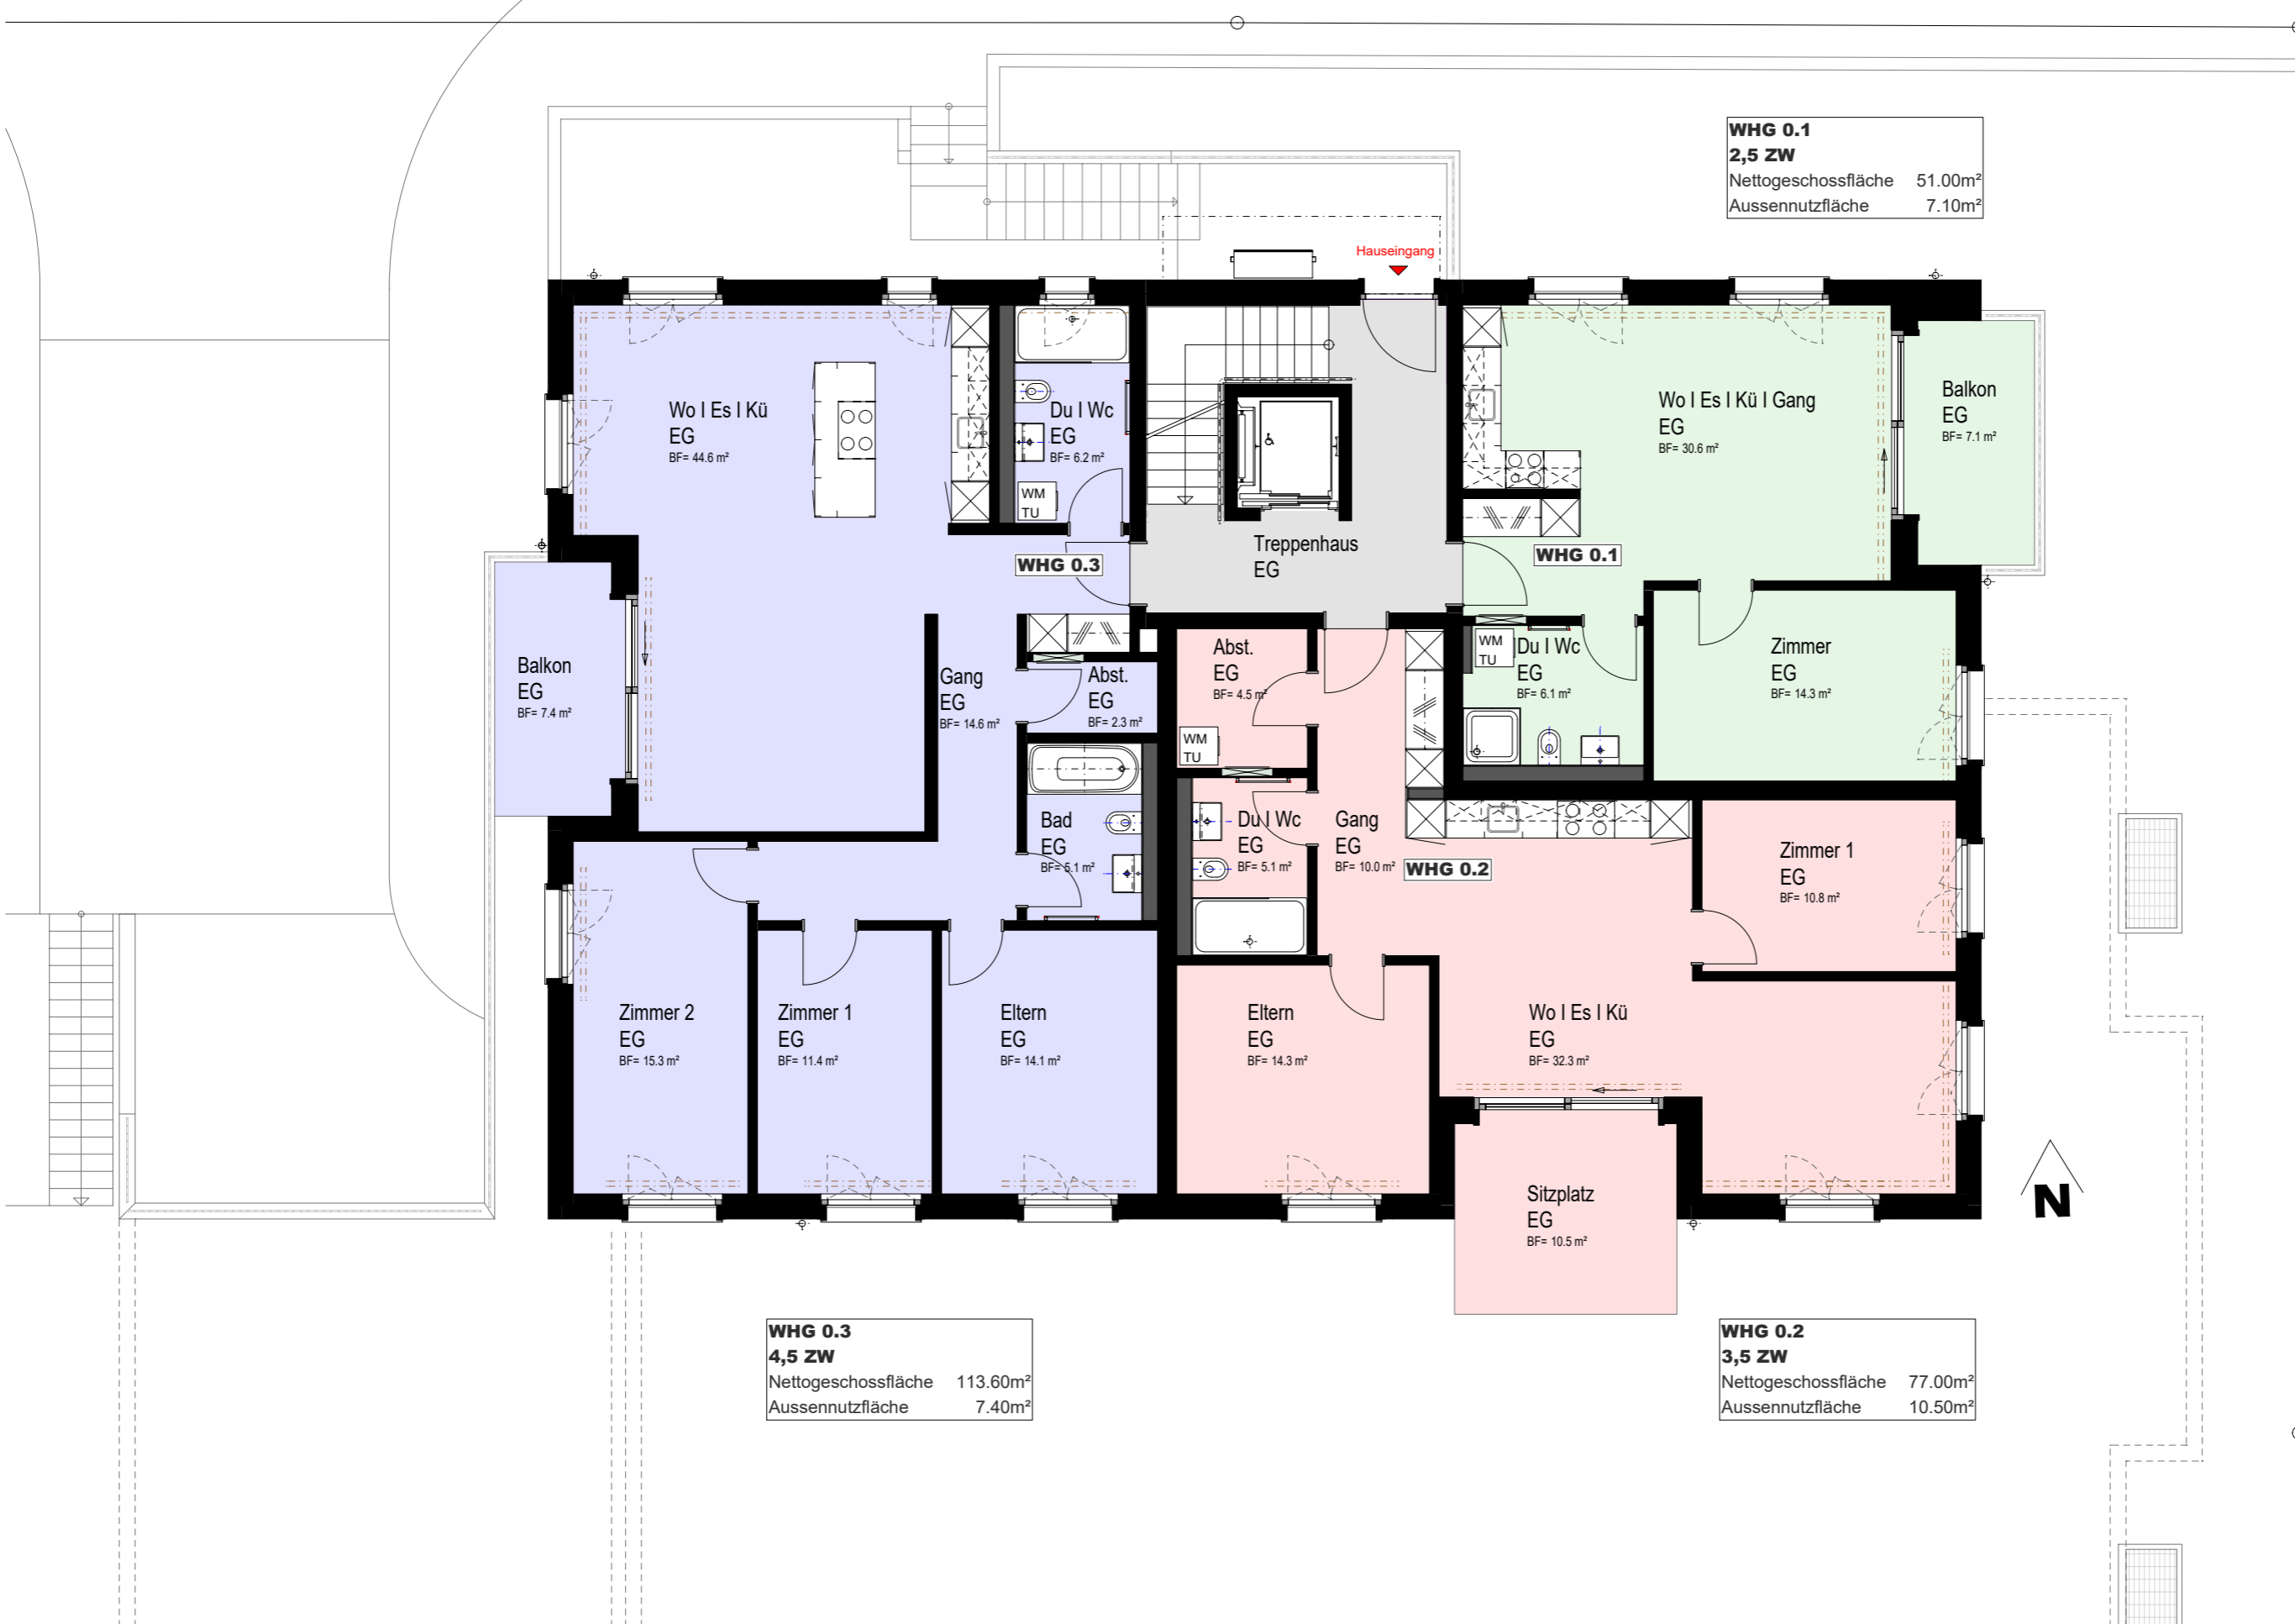 WHG 0.1
2,5 ZW
Nettogeschossfläche 51.00m²
Aussennutzfläche 7.10m²
Hauseingang
Wo I Es I Kü
EG
BF= 44.6 m²
Du I Wc
EG
BF= 6.2 m²
WM
TU
Wo I Es I Kü I Gang
EG
BF= 30.6 m²
Balkon
EG
BF= 7.1 m²
Treppenhaus
EG
WHG 0.3
WHG 0.1
Balkon
EG
BF= 7.4 m²
Gang
EG
BF= 14.6 m²
Abst.
EG
BF= 2.3 m²
Abst.
EG
BF= 4.5 m²
WM
TU
WM
TU
Du I Wc
EG
BF= 6.1 m²
Zimmer
EG
BF= 14.3 m²
Bad
EG
BF= 5.1 m²
Du I Wc
EG
BF= 5.1 m²
Gang
EG
BF= 10.0 m²
WHG 0.2
Zimmer 1
EG
BF= 10.8 m²
Zimmer 2
EG
BF= 15.3 m²
Zimmer 1
EG
BF= 11.4 m²
Eltern
EG
BF= 14.1 m²
Eltern
EG
BF= 14.3 m²
Wo I Es I Kü
EG
BF= 32.3 m²
Sitzplatz
EG
BF= 10.5 m²
N
WHG 0.3
4,5 ZW
Nettogeschossfläche 113.60m²
Aussennutzfläche 7.40m²
WHG 0.2
3,5 ZW
Nettogeschossfläche 77.00m²
Aussennutzfläche 10.50m²